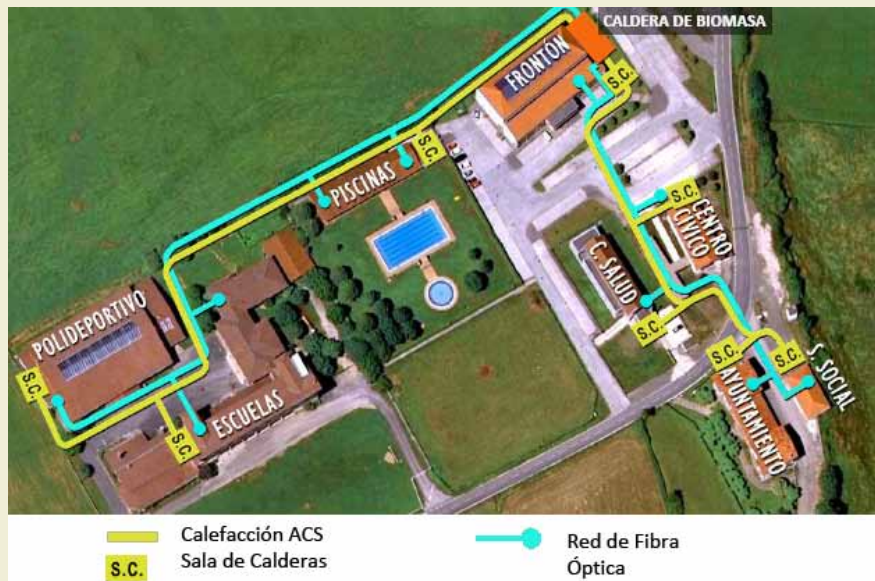 CALDERA DE BIOMASA
FRONTÓN
S.C.
S.C.
PISCINAS
S.C.
CENTRO
CÍVICO
C. SALUD
POLIDEPORTIVO
S.C.
S.C.
S.C.
S. SOCIAL
S.C.
AYUNTAMIENTO
ESCUELAS
S.C.
Calefacción ACS
S.C.
Sala de Calderas
Red de Fibra
Óptica